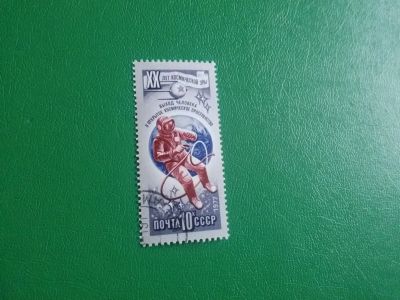 XX ЛЕТ КОСМИЧЕСКОЙ ЭРЫ
ВЫХОД ЧЕЛОВЕКА
В ОТКРЫТОЕ КОСМИЧЕСКОЕ ПРОСТРАНСТВО
1977
ПОЧТА 10 СССР